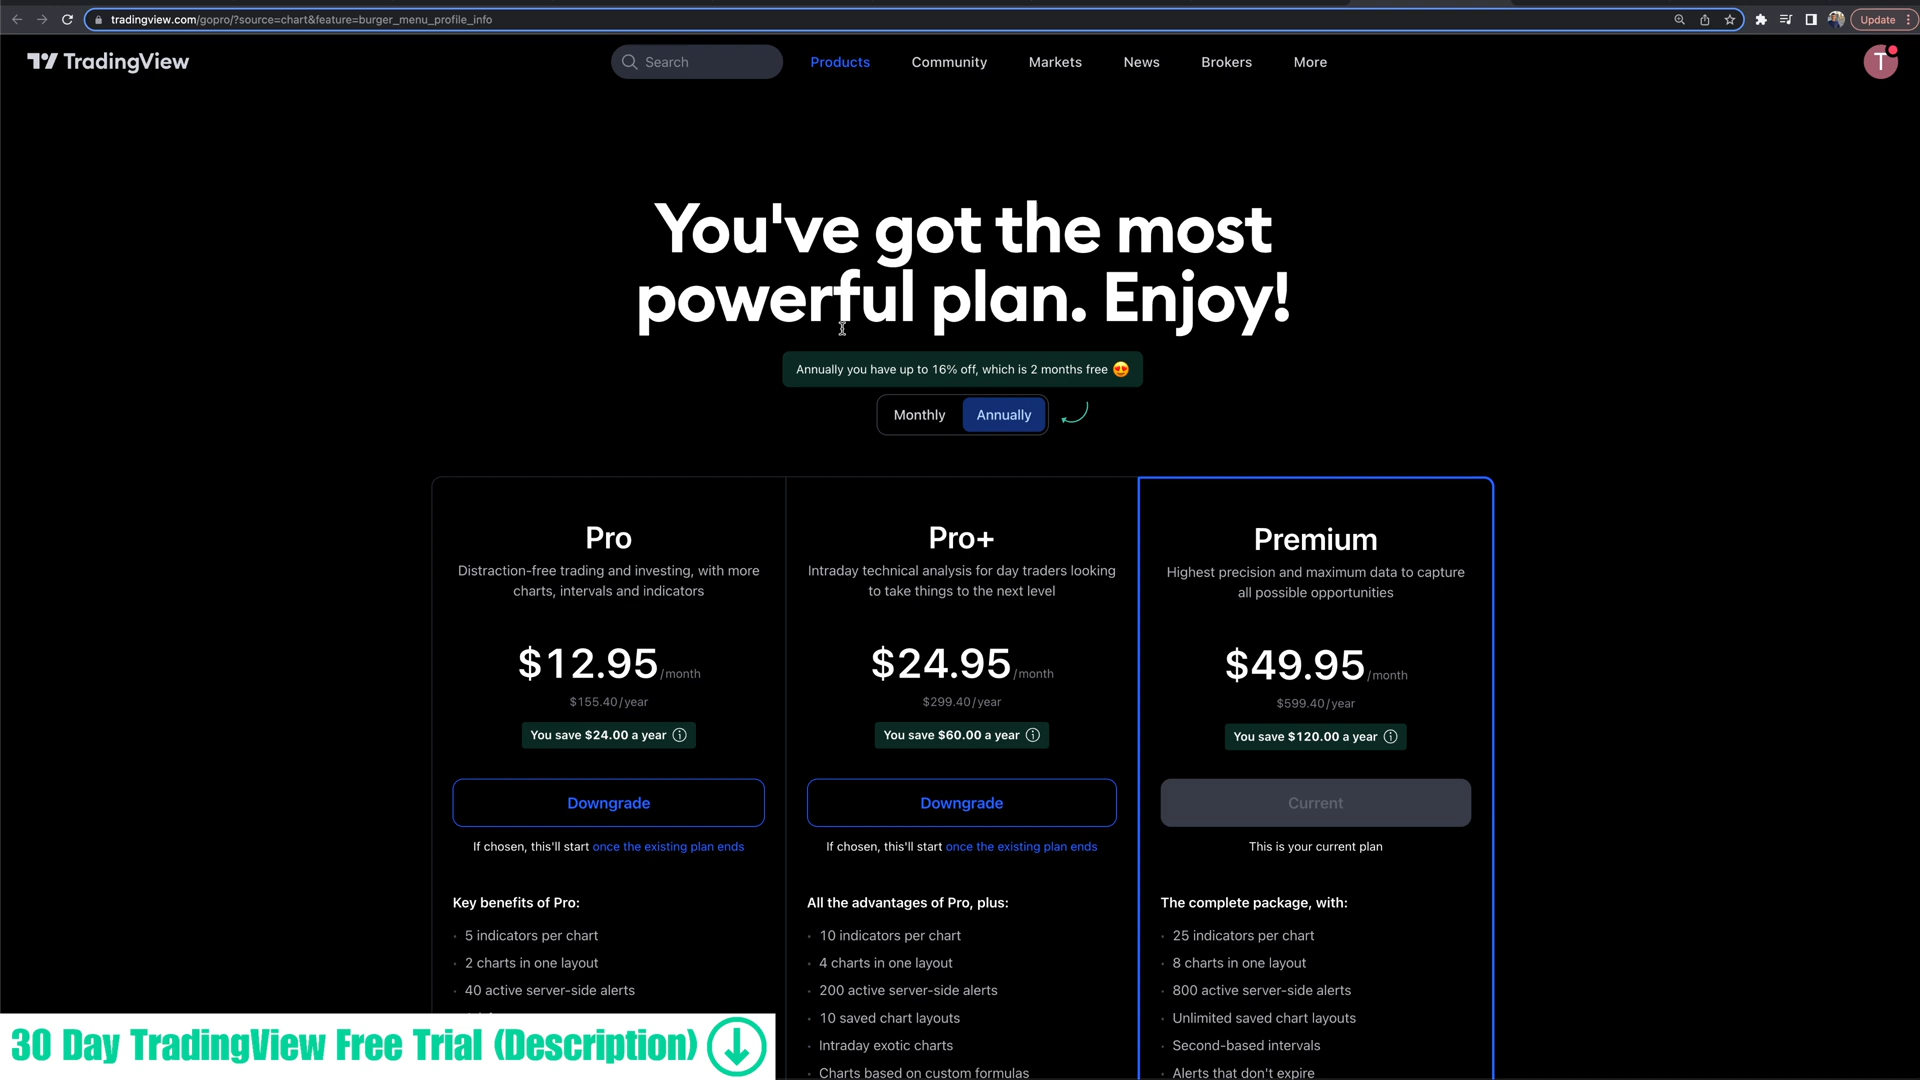 tradingview.com/gopro/?source=chart&feature=burger_menu_profile_info
Update
TradingView
Search
Products
Community
Markets
News
Brokers
More
T
You've got the most
powerful plan. Enjoy!
Annually you have up to 16% off, which is 2 months free 😍
Monthly
Annually
Pro
Distraction-free trading and investing, with more
charts, intervals and indicators
$12.95/month
$155.40/year
You save $24.00 a year
Downgrade
If chosen, this'll start once the existing plan ends
Key benefits of Pro:
5 indicators per chart
2 charts in one layout
40 active server-side alerts
Pro+
Intraday technical analysis for day traders looking
to take things to the next level
$24.95/month
$299.40/year
You save $60.00 a year
Downgrade
If chosen, this'll start once the existing plan ends
All the advantages of Pro, plus:
10 indicators per chart
4 charts in one layout
200 active server-side alerts
10 saved chart layouts
Intraday exotic charts
Charts based on custom formulas
Premium
Highest precision and maximum data to capture
all possible opportunities
$49.95/month
$599.40/year
You save $120.00 a year
Current
This is your current plan
The complete package, with:
25 indicators per chart
8 charts in one layout
800 active server-side alerts
Unlimited saved chart layouts
Second-based intervals
Alerts that don't expire
30 Day TradingView Free Trial (Description)